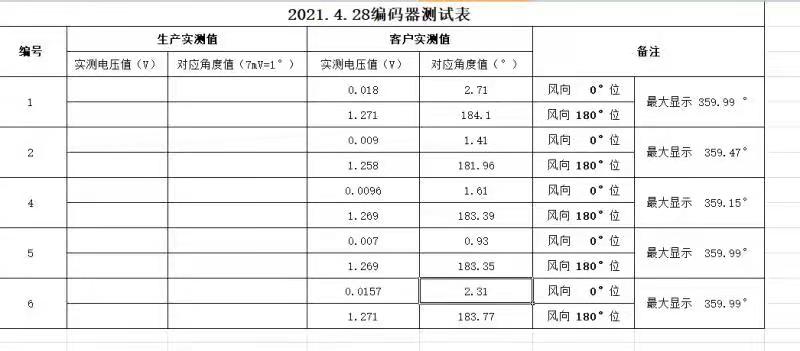 2021.4.28编码器测试表
编号 生产实测值 客户实测值 备注
实测电压值（V） 对应角度值（7mV=1°） 实测电压值（V） 对应角度值（°）
1 0.018 2.71 风向 0°位 最大显示 359.99 °
1.271 184.1 风向 180°位
2 0.009 1.41 风向 0°位 最大显示 359.47°
1.258 181.96 风向 180°位
4 0.0096 1.61 风向 0°位 最大显示 359.15°
1.269 183.39 风向 180°位
5 0.007 0.93 风向 0°位 最大显示 359.99°
1.269 183.35 风向 180°位
6 0.0157 2.31 风向 0°位 最大显示 359.99°
1.271 183.77 风向 180°位